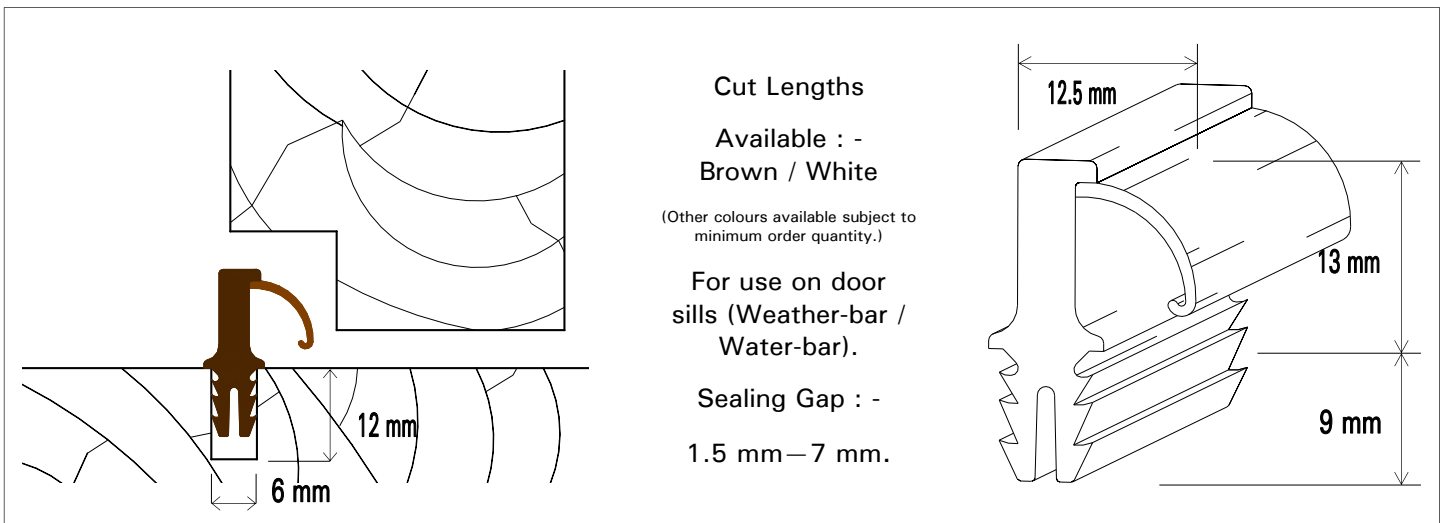 12 mm
6 mm
Cut Lengths
Available : -
Brown / White
(Other colours available subject to
minimum order quantity.)
For use on door
sills (Weather-bar /
Water-bar).
Sealing Gap : -
1.5 mm—7 mm.
12.5 mm
13 mm
9 mm